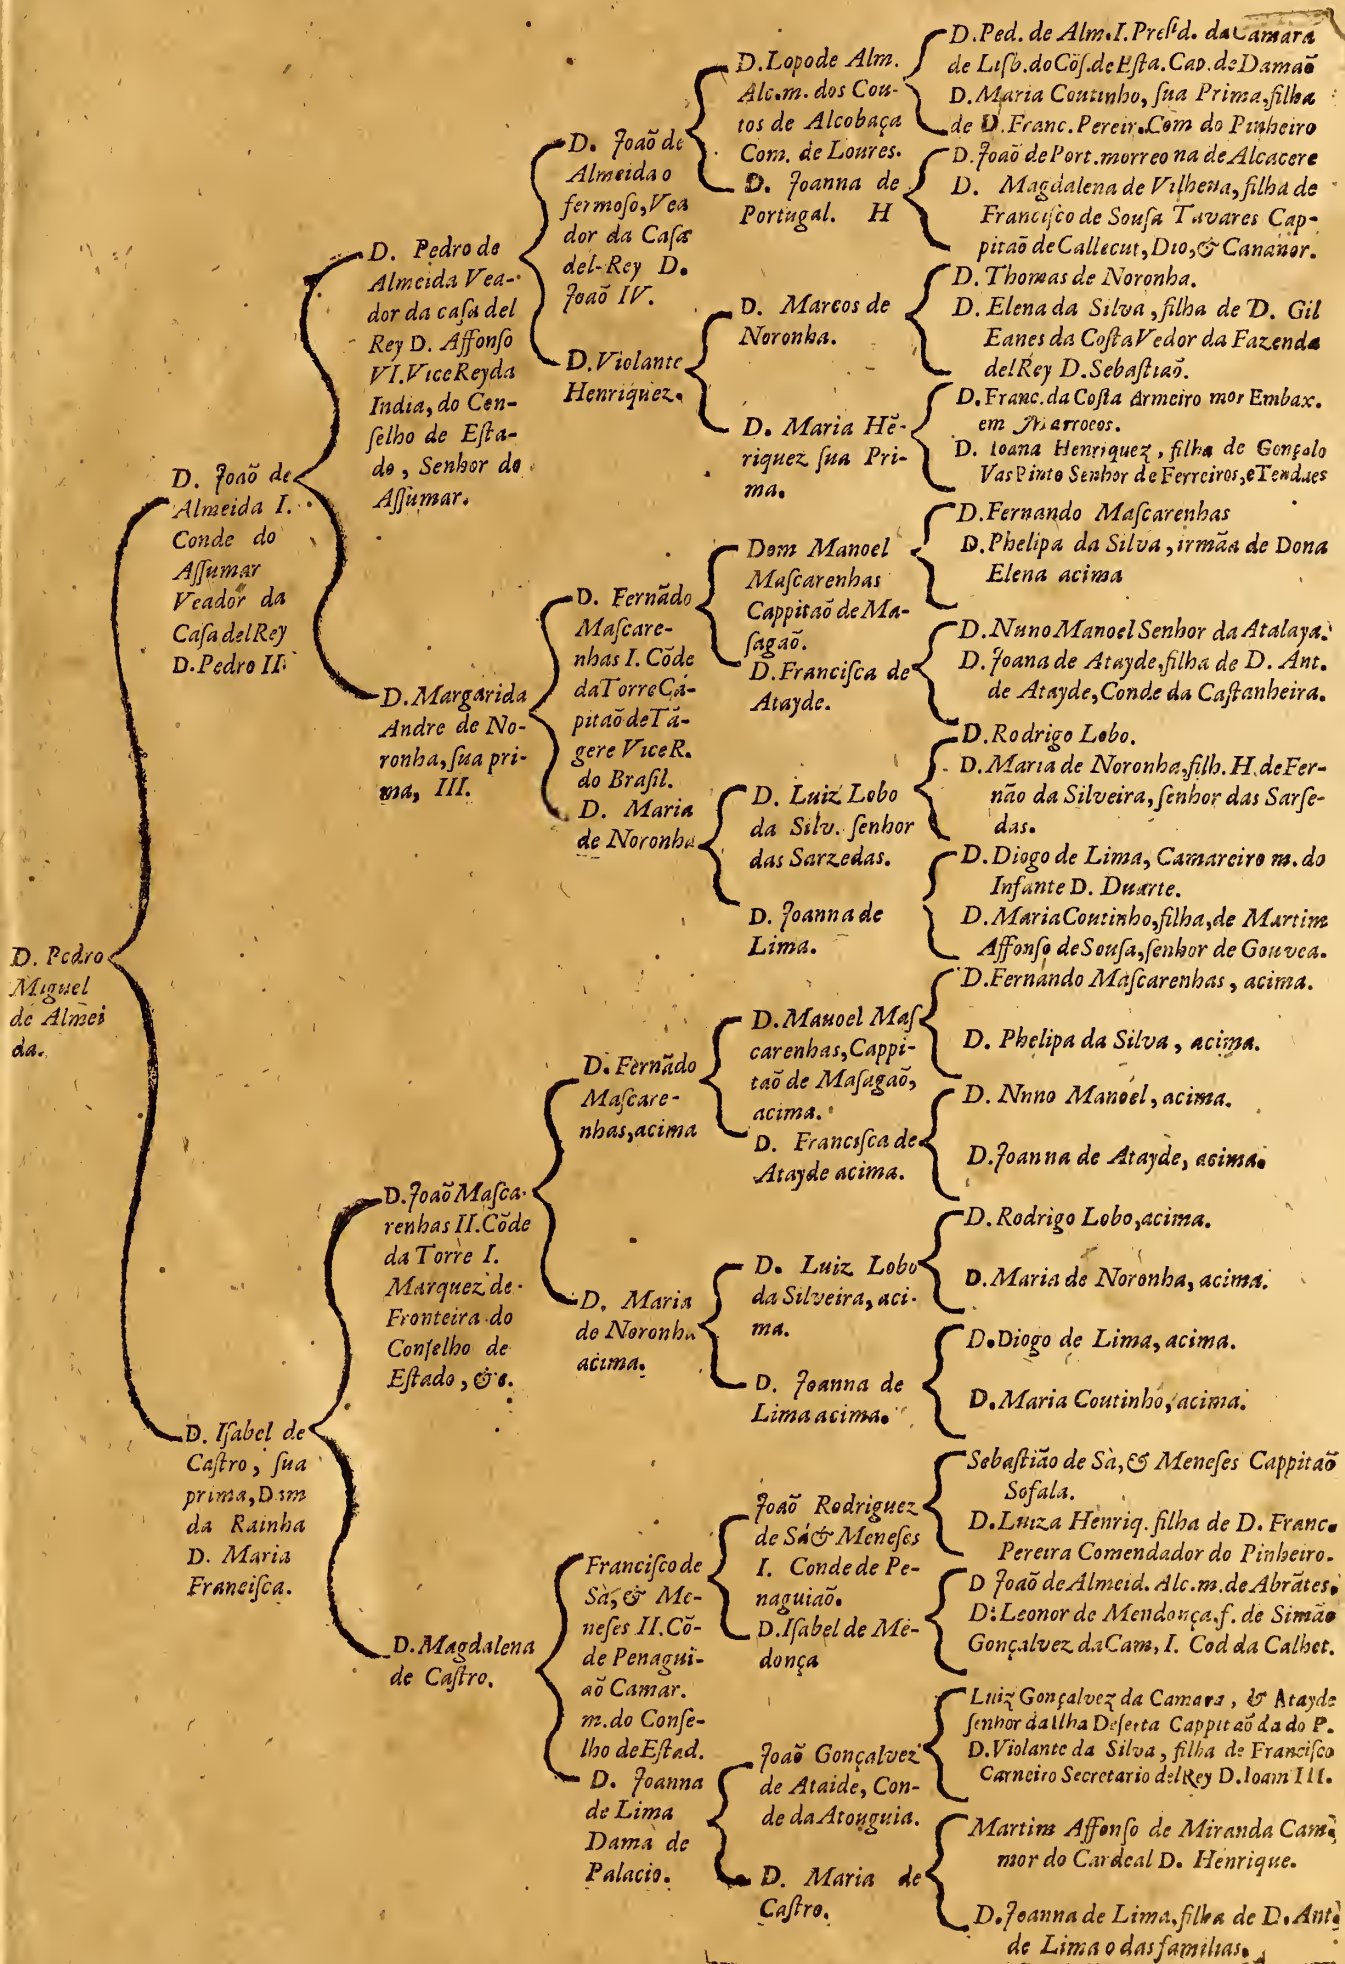 D. Pedro
Miguel
de Almei
da.
D. Joaõ de
Almeida I.
Conde do
Aſſumar
Veador da
Caſa delRey
D. Pedro II.
D. Iſabel de
Caſtro, ſua
prima, Dam
da Rainha
D. Maria
Franciſca.
D. Pedro de
Almeida Vea-
dor da caſa del
Rey D. Affonſo
VI. Vice Rey da
India, do Cen-
ſelho de Eſta-
do, Senhor do
Aſſumar.
D. Margarida
Andre de No-
ronha, ſua pri-
ma, III.
D. Joaõ Maſca-
renhas II. Cõde
da Torre I.
Marquez de
Fronteira do
Conſelho de
Eſtado, &c.
D. Magdalena
de Caſtro.
D. Joaõ de
Almeida o
fermoſo, Vea
dor da Caſa
del-Rey D.
Joaõ IV.
D. Violante
Henriquez.
D. Fernãdo
Maſcare-
nhas I. Cõde
da Torre Cá-
pitaõ de Tã-
gere Vice R.
do Braſil.
D. Maria
de Noronha
D. Fernãdo
Maſcare-
nhas, acima
D. Maria
de Noronha
acima.
Franciſco de
Sà, & Me-
neſes II. Cõ-
de Penagui-
aõ Camar.
m. do Conſe-
lho de Eſtad.
D. Joanna
de Lima
Dama de
Palacio.
D. Lopo de Alm.
Alc. m. dos Cou-
tos de Alcobaça
Com. de Loures.
D. Joanna de
Portugal. H
D. Marcos de
Noronha.
D. Maria Hẽ-
riquez ſua Pri-
ma.
Dom Manoel
Maſcarenhas
Cappitaõ de Ma-
ſagaõ.
D. Franciſca de
Atayde.
D. Luiz Lobo
da Silv. ſenhor
das Sarzedas.
D. Joanna de
Lima.
D. Manoel Maſ
carenhas, Cappi-
taõ de Maſagaõ,
acima.
D. Franciſca de
Atayde acima.
D. Luiz Lobo
da Silveira, aci-
ma.
D. Joanna de
Lima acima.
Joaõ Rodriguez
de Sá & Meneſes
I. Conde de Pe-
naguiaõ.
D. Iſabel de Mē-
donça
Joaõ Gonçalvez
de Ataide, Con-
de da Atouguia.
D. Maria de
Caſtro.
D. Ped. de Alm. I. Preſid. da Camara
de Liſb. do Cõſ. de Eſta. Cap. de Damaõ
D. Maria Coutinho, ſua Prima, filha
de D. Franc. Pereir. Com do Pinheiro
D. Joaõ de Port. morreo na de Alcacere
D. Magdalena de Vilhena, filha de
Franciſco de Souſa Tavares Cap-
pitaõ de Callecut, Dio, & Cananor.
D. Thomas de Noronha.
D. Elena da Silva, filha de D. Gil
Eanes da Coſta Vedor da Fazenda
delRey D. Sebaſtiaõ.
D. Franc. da Coſta Armeiro mor Embax.
em Marrocos.
D. Ioana Henriquez, filha de Gonçalo
Vas Pinto Senhor de Ferreiros, e Tendaes
D. Fernando Maſcarenhas
D. Phelipa da Silva, irmãa de Dona
Elena acima
D. Nuno Manoel Senhor da Atalaya.
D. Joana de Atayde, filha de D. Ant.
de Atayde, Conde da Caſtanheira.
D. Rodrigo Lobo.
D. Maria de Noronha, filh. H. de Fer-
não da Silveira, ſenhor das Sarſe-
das.
D. Diogo de Lima, Camareiro m. do
Infante D. Duarte.
D. Maria Coutinho, filha, de Martim
Affonſo de Souſa, ſenhor de Gouvea.
D. Fernando Maſcarenhas, acima.
D. Phelipa da Silva, acima.
D. Nnno Manoel, acima.
D. Joanna de Atayde, acima.
D. Rodrigo Lobo, acima.
D. Maria de Noronha, acima.
D. Diogo de Lima, acima.
D. Maria Coutinho, acima.
Sebaſtião de Sà, & Meneſes Cappitaõ
Sofala.
D. Luiza Henriq. filha de D. Franc.
Pereira Comendador do Pinheiro.
D Joaõ de Almeid. Alc. m. de Abrãtes.
D: Leonor de Mendonça, f. de Simão
Gonçalvez da Cam, I. Cod da Calhet.
Luiz Gonçalvez da Camara, & Atayde
ſenhor da Ilha Deſerta Cappitaõ da do P.
D. Violante da Silva, filha de Franciſco
Carneiro Secretario delRey D. Ioam III.
Martim Affonſo de Miranda Cam.
mor do Cardeal D. Henrique.
D. Joanna de Lima, filha de D. Ant.
de Lima o das familias.